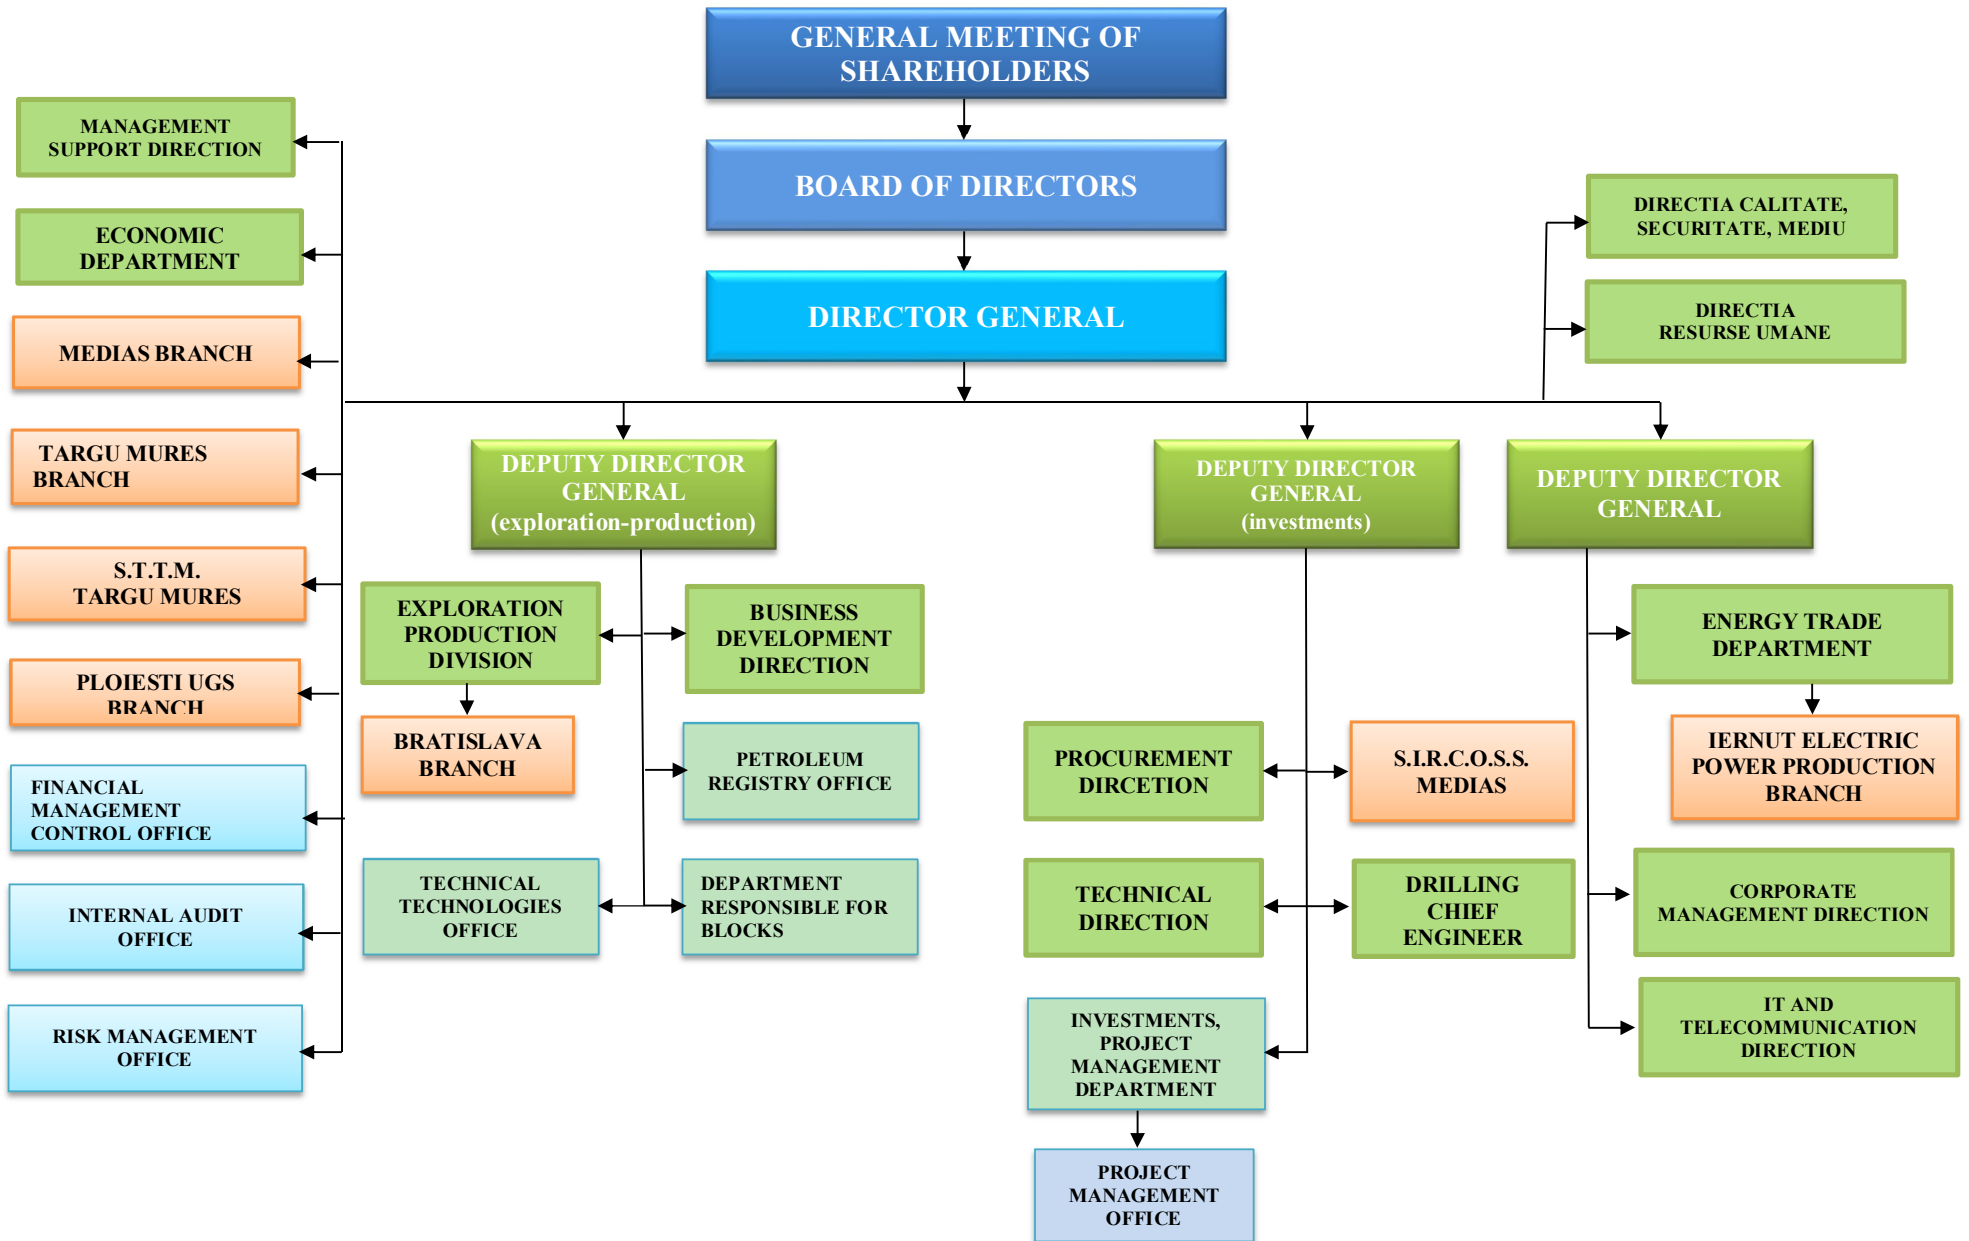 GENERAL MEETING OF
SHAREHOLDERS
BOARD OF DIRECTORS
DIRECTOR GENERAL
MANAGEMENT
SUPPORT DIRECTION
ECONOMIC
DEPARTMENT
MEDIAS BRANCH
TARGU MURES
BRANCH
S.T.T.M.
TARGU MURES
PLOIESTI UGS
BRANCH
FINANCIAL
MANAGEMENT
CONTROL OFFICE
INTERNAL AUDIT
OFFICE
RISK MANAGEMENT
OFFICE
DIRECTIA CALITATE,
SECURITATE, MEDIU
DIRECTIA
RESURSE UMANE
DEPUTY DIRECTOR
GENERAL
(exploration-production)
EXPLORATION
PRODUCTION
DIVISION
BUSINESS
DEVELOPMENT
DIRECTION
BRATISLAVA
BRANCH
PETROLEUM
REGISTRY OFFICE
TECHNICAL
TECHNOLOGIES
OFFICE
DEPARTMENT
RESPONSIBLE FOR
BLOCKS
DEPUTY DIRECTOR
GENERAL
(investments)
PROCUREMENT
DIRCETION
S.I.R.C.O.S.S.
MEDIAS
TECHNICAL
DIRECTION
DRILLING
CHIEF
ENGINEER
INVESTMENTS,
PROJECT
MANAGEMENT
DEPARTMENT
PROJECT
MANAGEMENT
OFFICE
DEPUTY DIRECTOR
GENERAL
ENERGY TRADE
DEPARTMENT
IERNUT ELECTRIC
POWER PRODUCTION
BRANCH
CORPORATE
MANAGEMENT DIRECTION
IT AND
TELECOMMUNICATION
DIRECTION